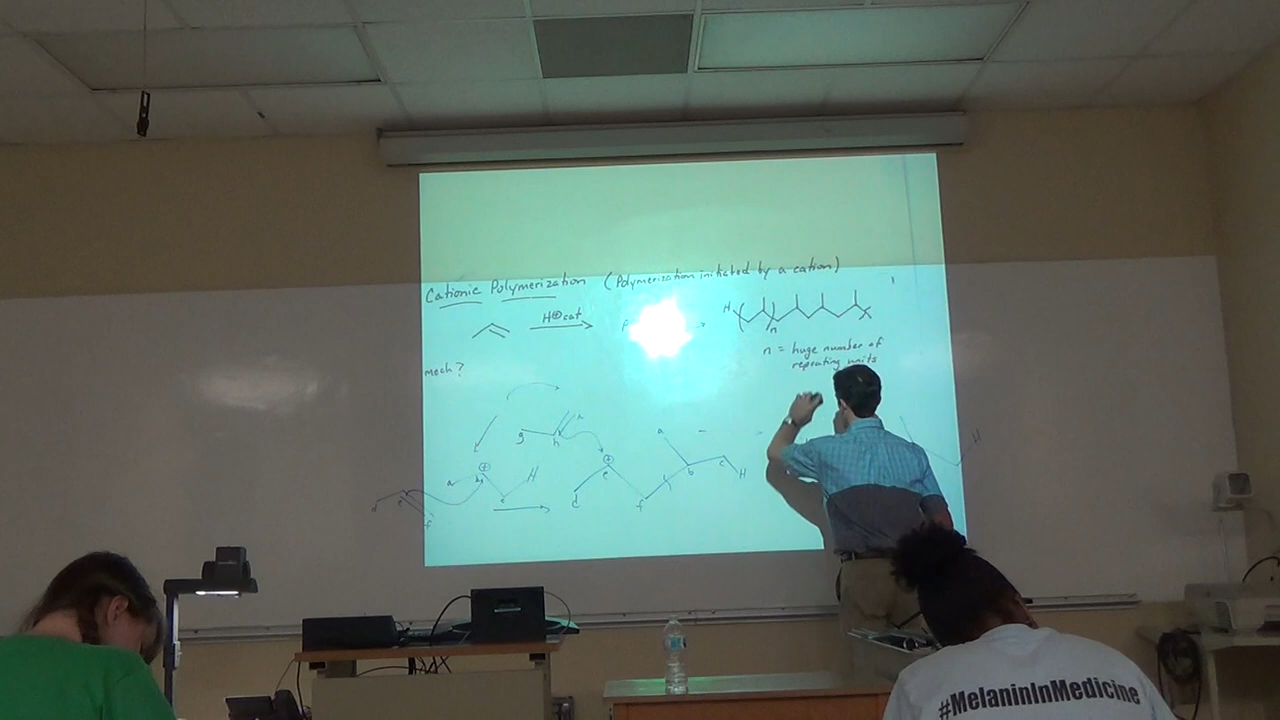 Cationic Polymerization (Polymerization initiated by a cation)
H⊕cat
H
n
n = huge number of
repeating units
mech?
g h
a
⊕ ⊕
a b H e b c H
c d f
e
f
#MelaninInMedicine